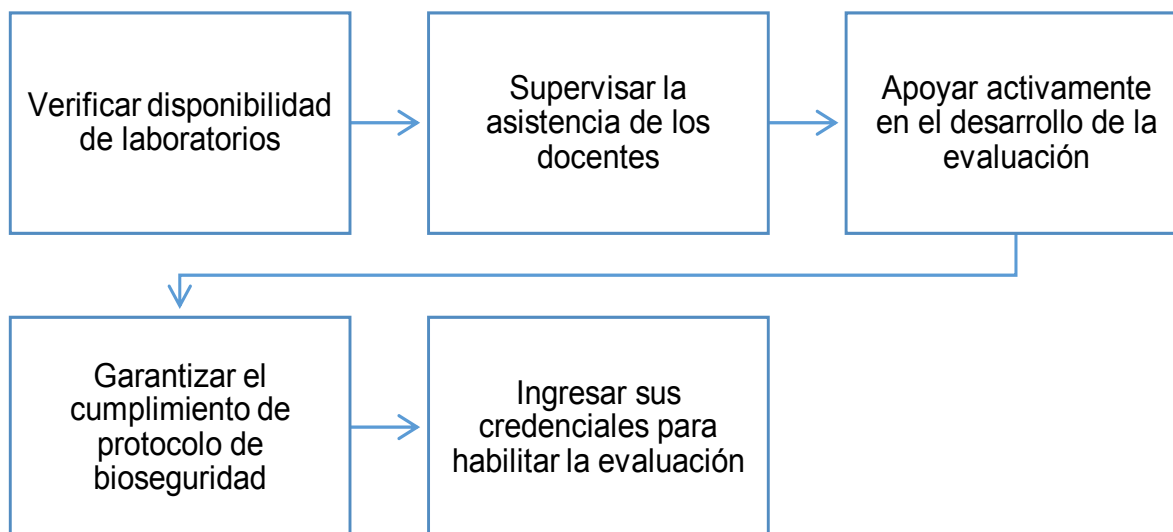 Verificar disponibilidad
de laboratorios
Supervisar la
asistencia de los
docentes
Apoyar activamente
en el desarrollo de la
evaluación
Garantizar el
cumplimiento de
protocolo de
bioseguridad
Ingresar sus
credenciales para
habilitar la evaluación